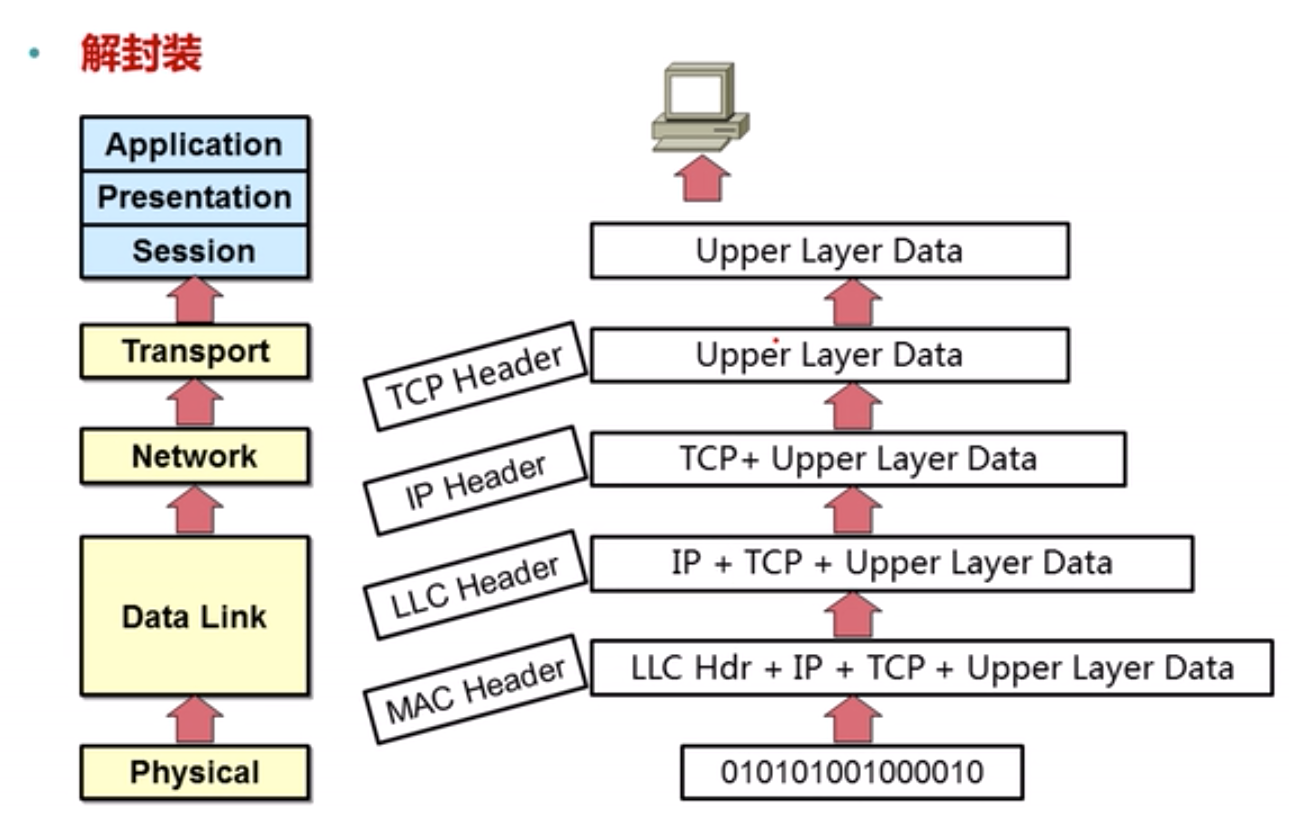 解封装
Application
Presentation
Session
Transport
Network
Data Link
Physical
Upper Layer Data
TCP Header
Upper Layer Data
IP Header
TCP+ Upper Layer Data
LLC Header
IP + TCP + Upper Layer Data
MAC Header
LLC Hdr + IP + TCP + Upper Layer Data
010101001000010